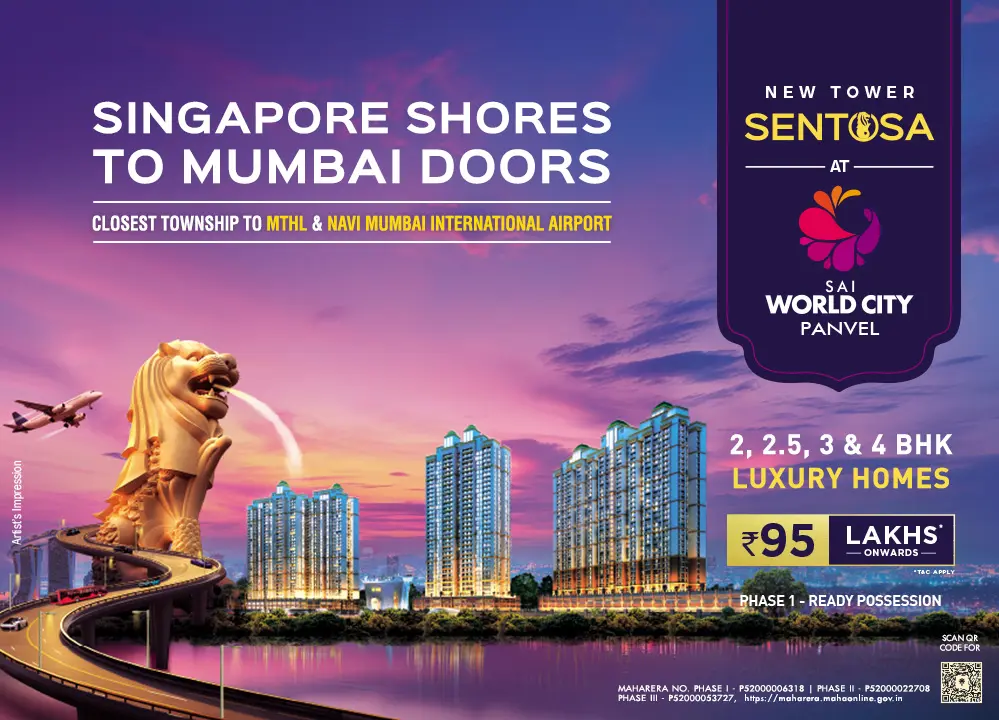 SINGAPORE SHORES
TO MUMBAI DOORS
CLOSEST TOWNSHIP TO MTHL & NAVI MUMBAI INTERNATIONAL AIRPORT
NEW TOWER
SENTOSA
AT
SAI
WORLD CITY
PANVEL
2, 2.5, 3 & 4 BHK
LUXURY HOMES
₹95 LAKHS*
ONWARDS
*T&C APPLY
PHASE 1 - READY POSSESSION
Artist's Impression
SCAN QR
CODE FOR
MAHARERA NO. PHASE I - P52000006318 | PHASE II - P52000022708
PHASE III - P52000053727, https://maharera.mahaonline.gov.in